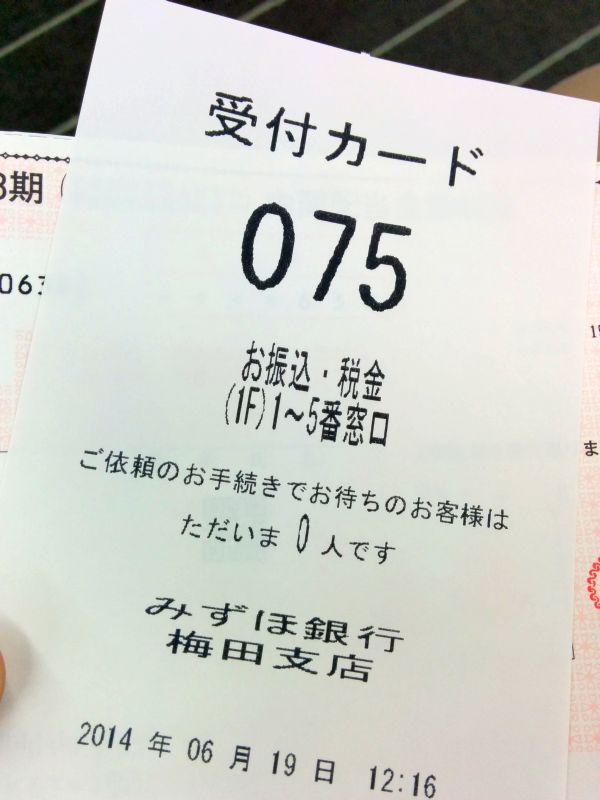 受付カード
3期(
075
063
お振込・税金
(1F)1～5番窓口
ご依頼のお手続きでお待ちのお客様は
ただいま 0 人です
みずほ銀行
梅田支店
2014 年 06 月 19 日 12:16